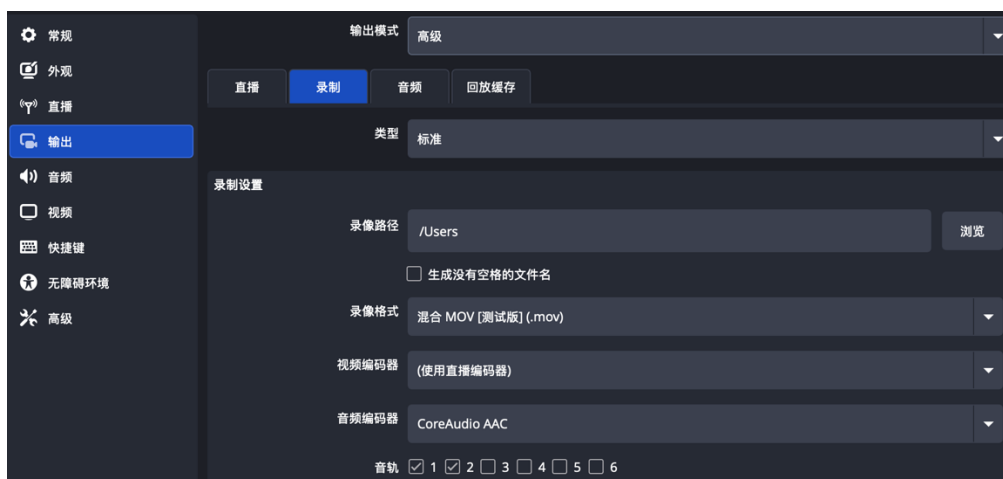 常规
外观
直播
输出
音频
视频
快捷键
无障碍环境
高级
输出模式 高级
直播 录制 音频 回放缓存
类型 标准
录制设置
录像路径 /Users 浏览
生成没有空格的文件名
录像格式 混合 MOV [测试版] (.mov)
视频编码器 (使用直播编码器)
音频编码器 CoreAudio AAC
音轨 1 2 3 4 5 6